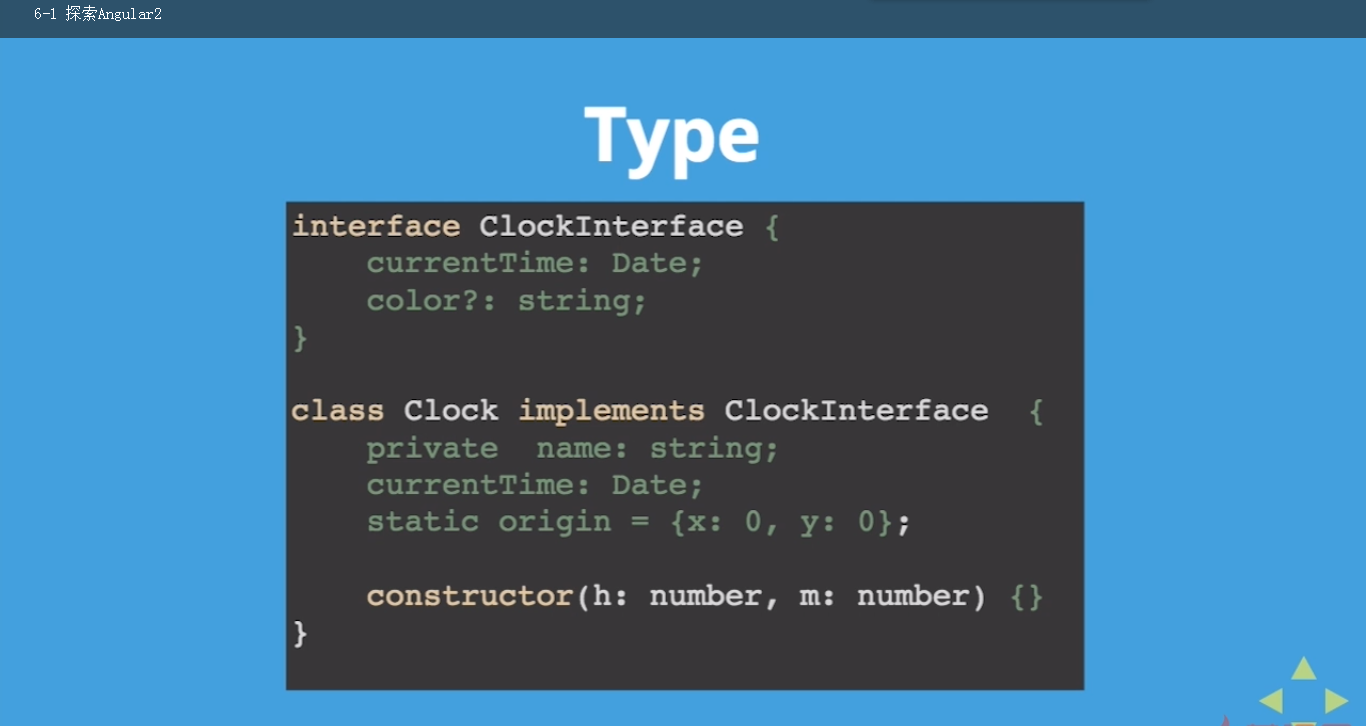 6-1 探索Angular2
Type
interface ClockInterface {
    currentTime: Date;
    color?: string;
}
class Clock implements ClockInterface  {
    private  name: string;
    currentTime: Date;
    static origin = {x: 0, y: 0};
    constructor(h: number, m: number) {}
}